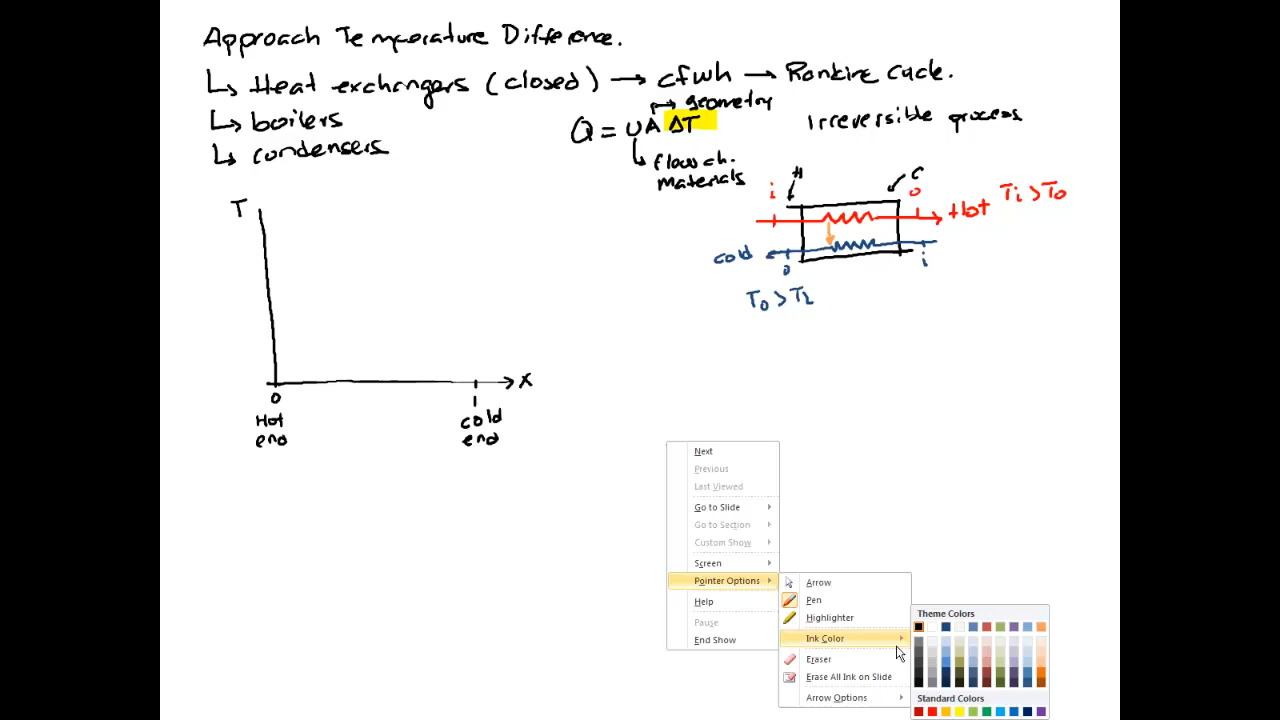 Approach Temperature Difference.
↳ Heat exchangers (closed) → cfwh → Rankine cycle.
↳ boilers
↳ condensers
geometry
Q = UA ΔT
flow ch.
materials
Irreversible process
H
C
i
o
Hot
Ti > To
cold
o
i
To > Ti
T
x
0
1
Hot
end
cold
end
Next
Previous
Last Viewed
Go to Slide
Go to Section
Custom Show
Screen
Pointer Options
Help
Pause
End Show
Arrow
Pen
Highlighter
Ink Color
Eraser
Erase All Ink on Slide
Arrow Options
Theme Colors
Standard Colors